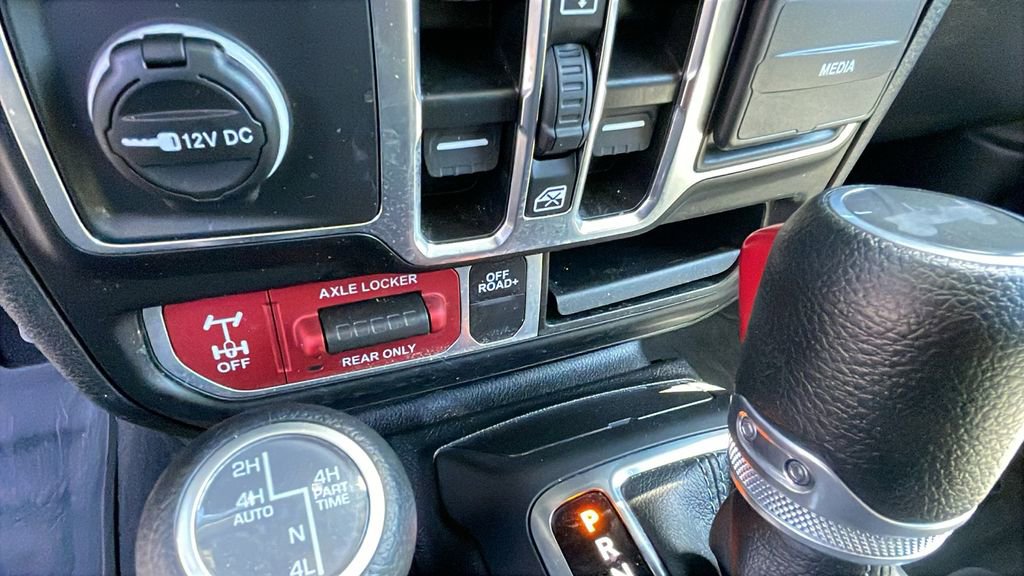 12V DC
MEDIA
AXLE LOCKER
OFF
REAR ONLY
OFF
ROAD+
2H
4H
PART
TIME
4H
AUTO
N
4L
P
R
N